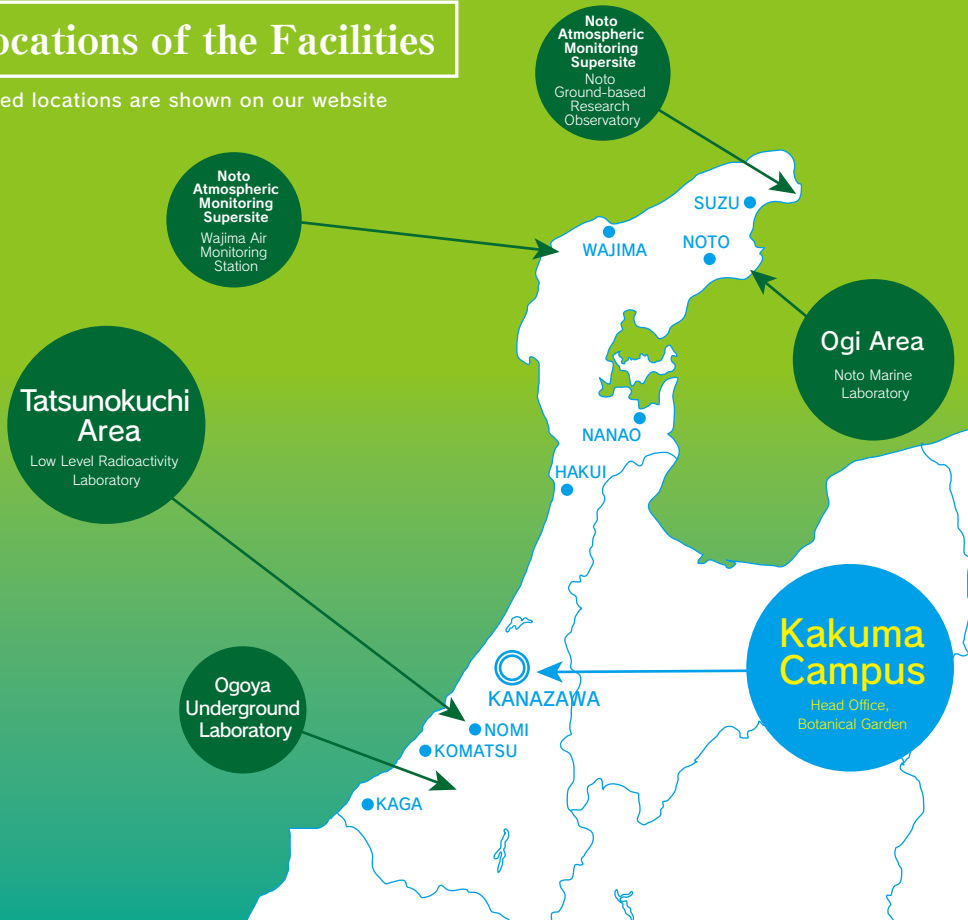 ocations of the Facilities
ed locations are shown on our website
Noto
Atmospheric
Monitoring
Supersite
Noto
Ground-based
Research
Observatory
Noto
Atmospheric
Monitoring
Supersite
Wajima Air
Monitoring
Station
SUZU
WAJIMA
NOTO
Ogi Area
Noto Marine
Laboratory
Tatsunokuchi
Area
Low Level Radioactivity
Laboratory
NANAO
HAKUI
Kakuma
Campus
Head Office,
Botanical Garden
KANAZAWA
Ogoya
Underground
Laboratory
NOMI
KOMATSU
KAGA